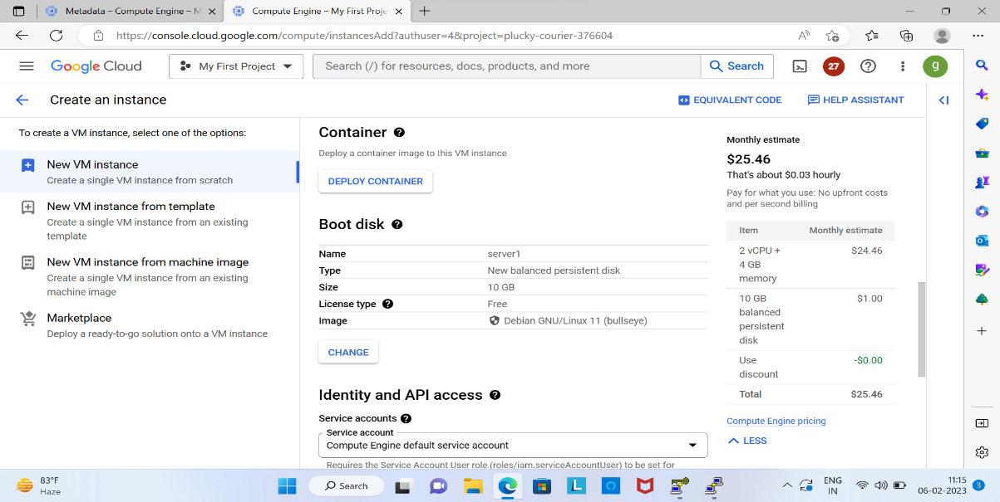 Metadata – Compute Engine – M
Compute Engine – My First Proje
https://console.cloud.google.com/compute/instancesAdd?authuser=4&project=plucky-courier-376604
Google Cloud
My First Project
Search (/) for resources, docs, products, and more
Search
27
g
Create an instance
EQUIVALENT CODE
HELP ASSISTANT
To create a VM instance, select one of the options:
New VM instance
Create a single VM instance from scratch
New VM instance from template
Create a single VM instance from an existing
template
New VM instance from machine image
Create a single VM instance from an existing
machine image
Marketplace
Deploy a ready-to-go solution onto a VM instance
Container
Deploy a container image to this VM instance
DEPLOY CONTAINER
Boot disk
Name server1
Type New balanced persistent disk
Size 10 GB
License type Free
Image Debian GNU/Linux 11 (bullseye)
CHANGE
Identity and API access
Service accounts
Service account
Compute Engine default service account
Requires the Service Account User role (roles/iam.serviceAccountUser) to be set for
Monthly estimate
$25.46
That's about $0.03 hourly
Pay for what you use: No upfront costs
and per second billing
Item Monthly estimate
2 vCPU + $24.46
4 GB
memory
10 GB $1.00
balanced
persistent
disk
Use -$0.00
discount
Total $25.46
Compute Engine pricing
LESS
83°F
Haze
Search
ENG
IN
11:15
06-02-2023
3